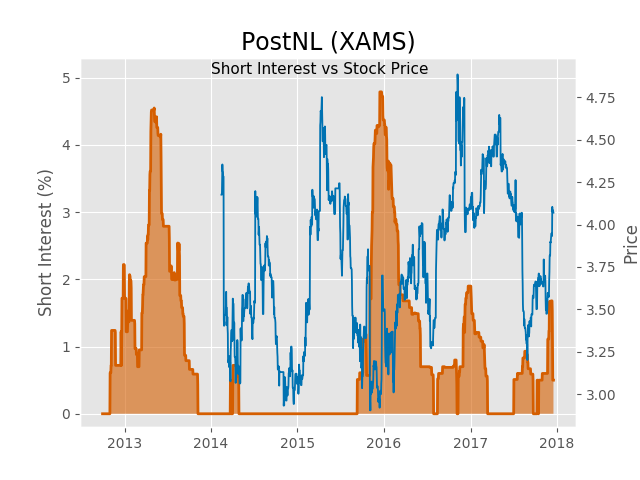 PostNL (XAMS)
Short Interest vs Stock Price
Short Interest (%)
5
4
3
2
1
0
4.75
4.50
4.25
4.00
3.75
3.50
3.25
3.00
Price
2013 2014 2015 2016 2017 2018